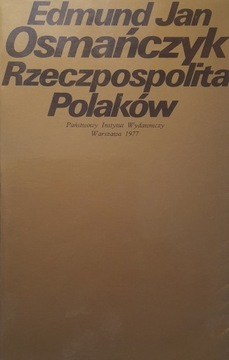 Edmund Jan
Osmańczyk
Rzeczpospolita
Polaków
Państwowy Instytut Wydawniczy
Warszawa 1977